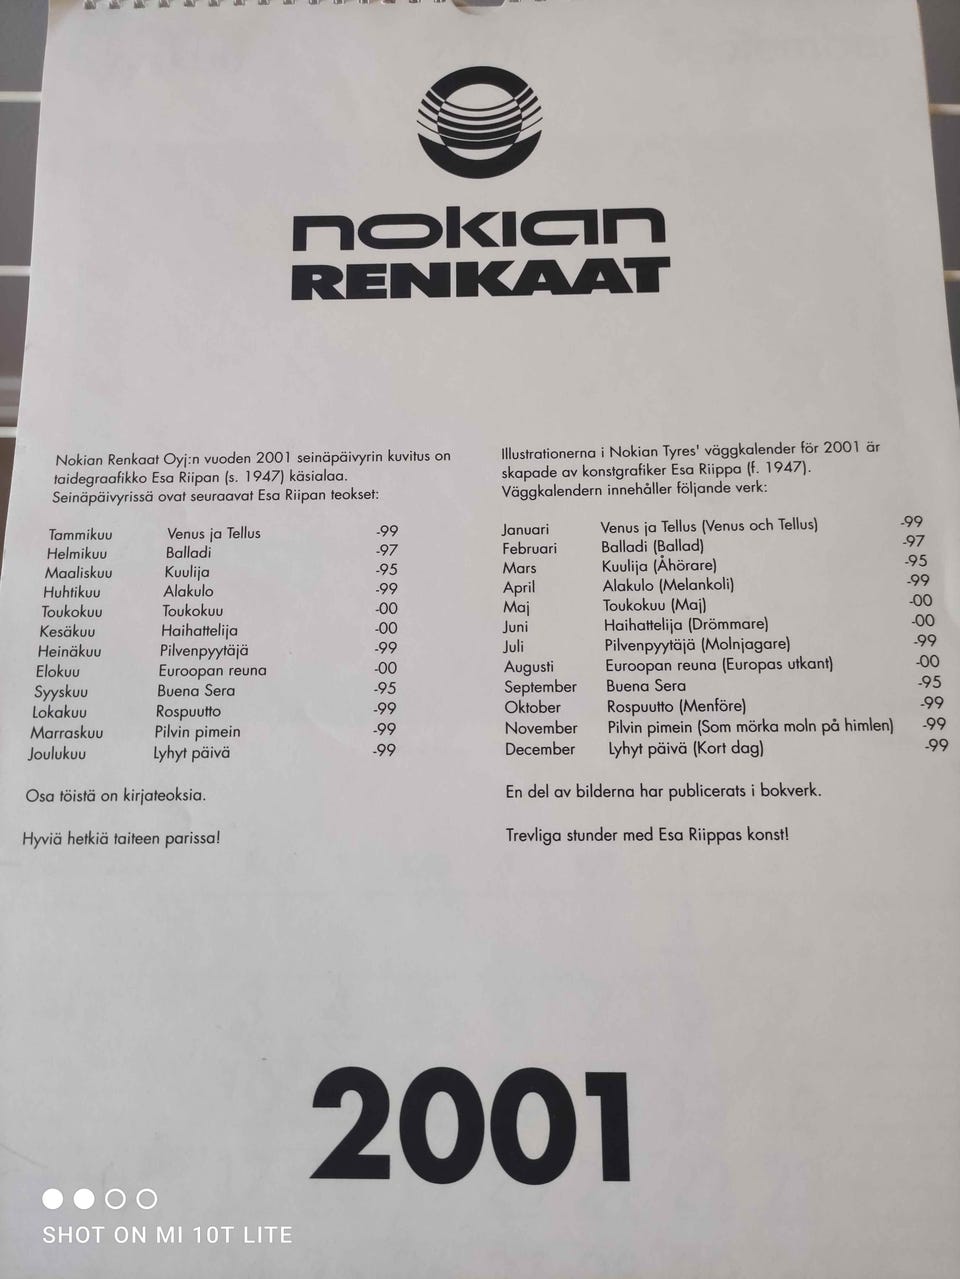 nokian
RENKAAT
Nokian Renkaat Oyj:n vuoden 2001 seinäpäivyrin kuvitus on
taidegraafikko Esa Riipan (s. 1947) käsialaa.
Seinäpäivyrissä ovat seuraavat Esa Riipan teokset:
Tammikuu Venus ja Tellus -99
Helmikuu Balladi -97
Maaliskuu Kuulija -95
Huhtikuu Alakulo -99
Toukokuu Toukokuu -00
Kesäkuu Haihattelija -00
Heinäkuu Pilvenpyytäjä -99
Elokuu Euroopan reuna -00
Syyskuu Buena Sera -95
Lokakuu Rospuutto -99
Marraskuu Pilvin pimein -99
Joulukuu Lyhyt päivä -99
Osa töistä on kirjateoksia.
Hyviä hetkiä taiteen parissa!
Illustrationerna i Nokian Tyres' väggkalender för 2001 är
skapade av konstgrafiker Esa Riippa (f. 1947).
Väggkalendern innehåller följande verk:
Januari Venus ja Tellus (Venus och Tellus) -99
Februari Balladi (Ballad) -97
Mars Kuulija (Åhörare) -95
April Alakulo (Melankoli) -99
Maj Toukokuu (Maj) -00
Juni Haihattelija (Drömmare) -00
Juli Pilvenpyytäjä (Molnjagare) -99
Augusti Euroopan reuna (Europas utkant) -00
September Buena Sera -95
Oktober Rospuutto (Menföre) -99
November Pilvin pimein (Som mörka moln på himlen) -99
December Lyhyt päivä (Kort dag) -99
En del av bilderna har publicerats i bokverk.
Trevliga stunder med Esa Riippas konst!
2001
SHOT ON MI 10T LITE